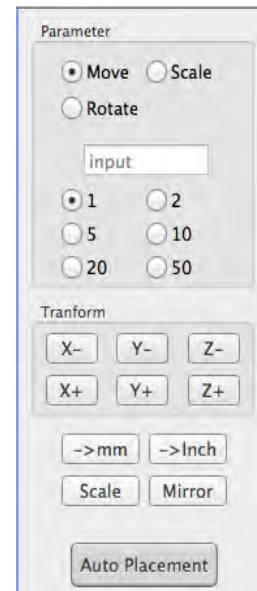 Parameter
Move Scale
Rotate
input
1 2
5 10
20 50
Tranform
X- Y- Z-
X+ Y+ Z+
->mm ->Inch
Scale Mirror
Auto Placement